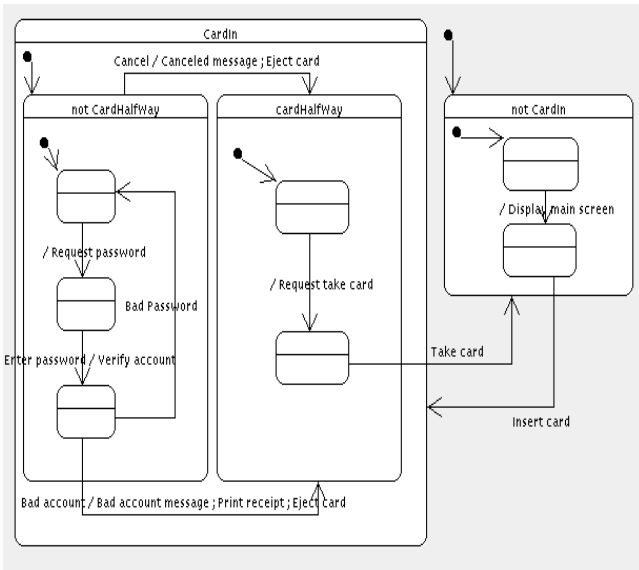 CardIn
Cancel / Canceled message ; Eject card
not CardHalfWay
cardHalfWay
not CardIn
/ Display main screen
/ Request password
/ Request take card
Bad Password
Enter password / Verify account
Take card
Insert card
Bad account / Bad account message ; Print receipt ; Eject card